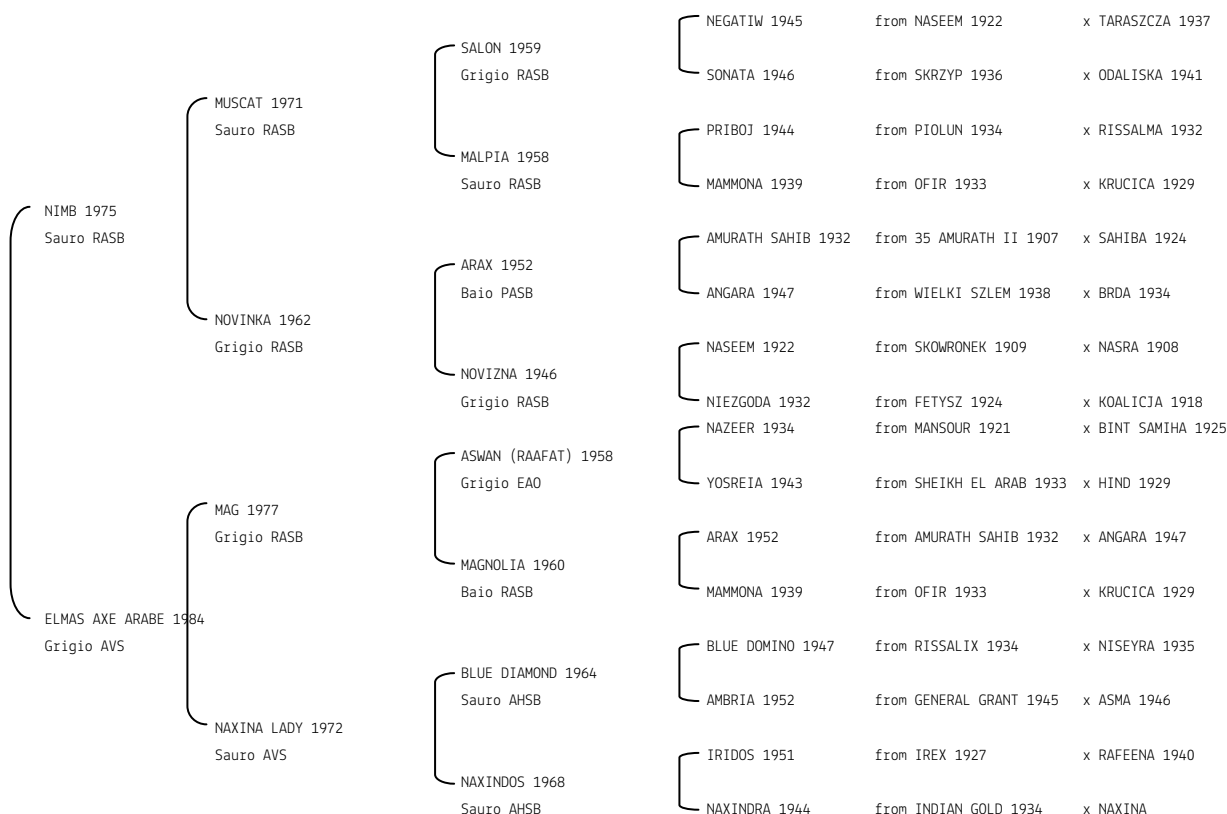 NEGATIW 1945 from NASEEM 1922 x TARASZCZA 1937
SALON 1959
Grigio RASB
SONATA 1946 from SKRZYP 1936 x ODALISKA 1941
MUSCAT 1971
Sauro RASB
PRIBOJ 1944 from PIOLUN 1934 x RISSALMA 1932
MALPIA 1958
Sauro RASB
MAMMONA 1939 from OFIR 1933 x KRUCICA 1929
NIMB 1975
Sauro RASB
AMURATH SAHIB 1932 from 35 AMURATH II 1907 x SAHIBA 1924
ARAX 1952
Baio PASB
ANGARA 1947 from WIELKI SZLEM 1938 x BRDA 1934
NOVINKA 1962
Grigio RASB
NASEEM 1922 from SKOWRONEK 1909 x NASRA 1908
NOVIZNA 1946
Grigio RASB
NIEZGODA 1932 from FETYSZ 1924 x KOALICJA 1918
NAZEER 1934 from MANSOUR 1921 x BINT SAMIHA 1925
ASWAN (RAAFAT) 1958
Grigio EAO
YOSREIA 1943 from SHEIKH EL ARAB 1933 x HIND 1929
MAG 1977
Grigio RASB
ARAX 1952 from AMURATH SAHIB 1932 x ANGARA 1947
MAGNOLIA 1960
Baio RASB
MAMMONA 1939 from OFIR 1933 x KRUCICA 1929
ELMAS AXE ARABE 1984
Grigio AVS
BLUE DOMINO 1947 from RISSALIX 1934 x NISEYRA 1935
BLUE DIAMOND 1964
Sauro AHSB
AMBRIA 1952 from GENERAL GRANT 1945 x ASMA 1946
NAXINA LADY 1972
Sauro AVS
IRIDOS 1951 from IREX 1927 x RAFEENA 1940
NAXINDOS 1968
Sauro AHSB
NAXINDRA 1944 from INDIAN GOLD 1934 x NAXINA